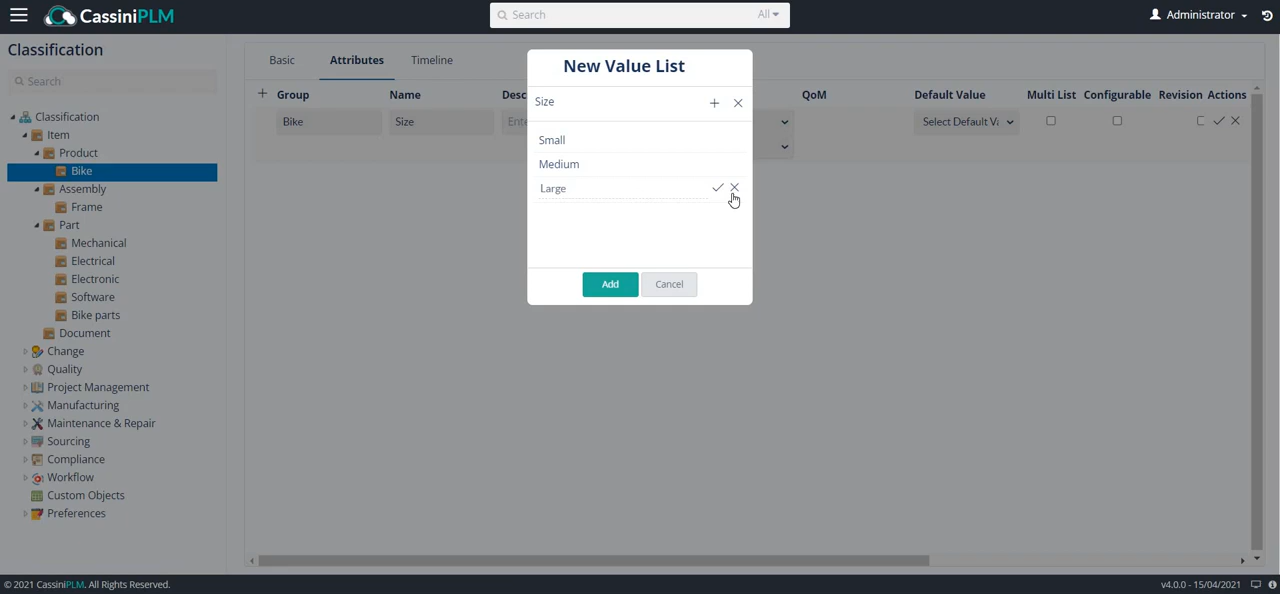 CassiniPLM
Search
All
Administrator
Classification
Search
Classification
Item
Product
Bike
Assembly
Frame
Part
Mechanical
Electrical
Electronic
Software
Bike parts
Document
Change
Quality
Project Management
Manufacturing
Maintenance & Repair
Sourcing
Compliance
Workflow
Custom Objects
Preferences
Basic Attributes Timeline
Group Name Desc QoM Default Value Multi List Configurable Revision Actions
Bike Size Ente Select Default Va
New Value List
Size
Small
Medium
Large
Add Cancel
© 2021 CassiniPLM. All Rights Reserved.
v4.0.0 - 15/04/2021